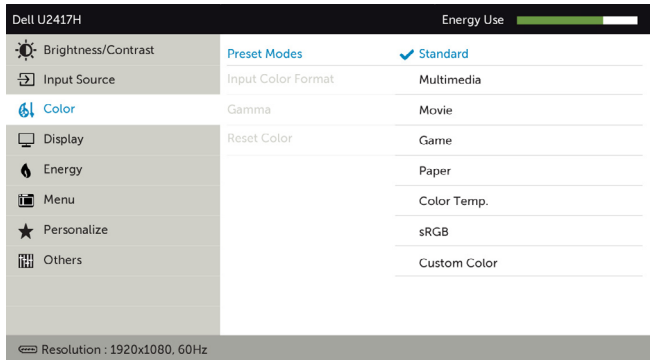 Dell U2417H
Energy Use
Brightness/Contrast
Input Source
Color
Display
Energy
Menu
Personalize
Others
Preset Modes
Input Color Format
Gamma
Reset Color
Standard
Multimedia
Movie
Game
Paper
Color Temp.
sRGB
Custom Color
Resolution : 1920x1080, 60Hz